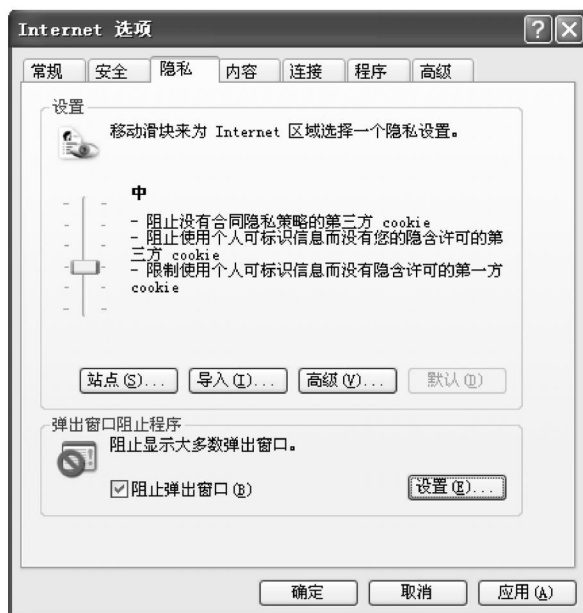 Internet 选项
常规 安全 隐私 内容 连接 程序 高级
设置
移动滑块来为 Internet 区域选择一个隐私设置。
中
- 阻止没有合同隐私策略的第三方 cookie
- 阻止使用个人可标识信息而没有您的隐含许可的第
三方 cookie
- 限制使用个人可标识信息而没有隐含许可的第一方
cookie
站点(S)... 导入(I)... 高级(V)... 默认(D)
弹出窗口阻止程序
阻止显示大多数弹出窗口。
阻止弹出窗口(B) 设置(E)...
确定 取消 应用(A)